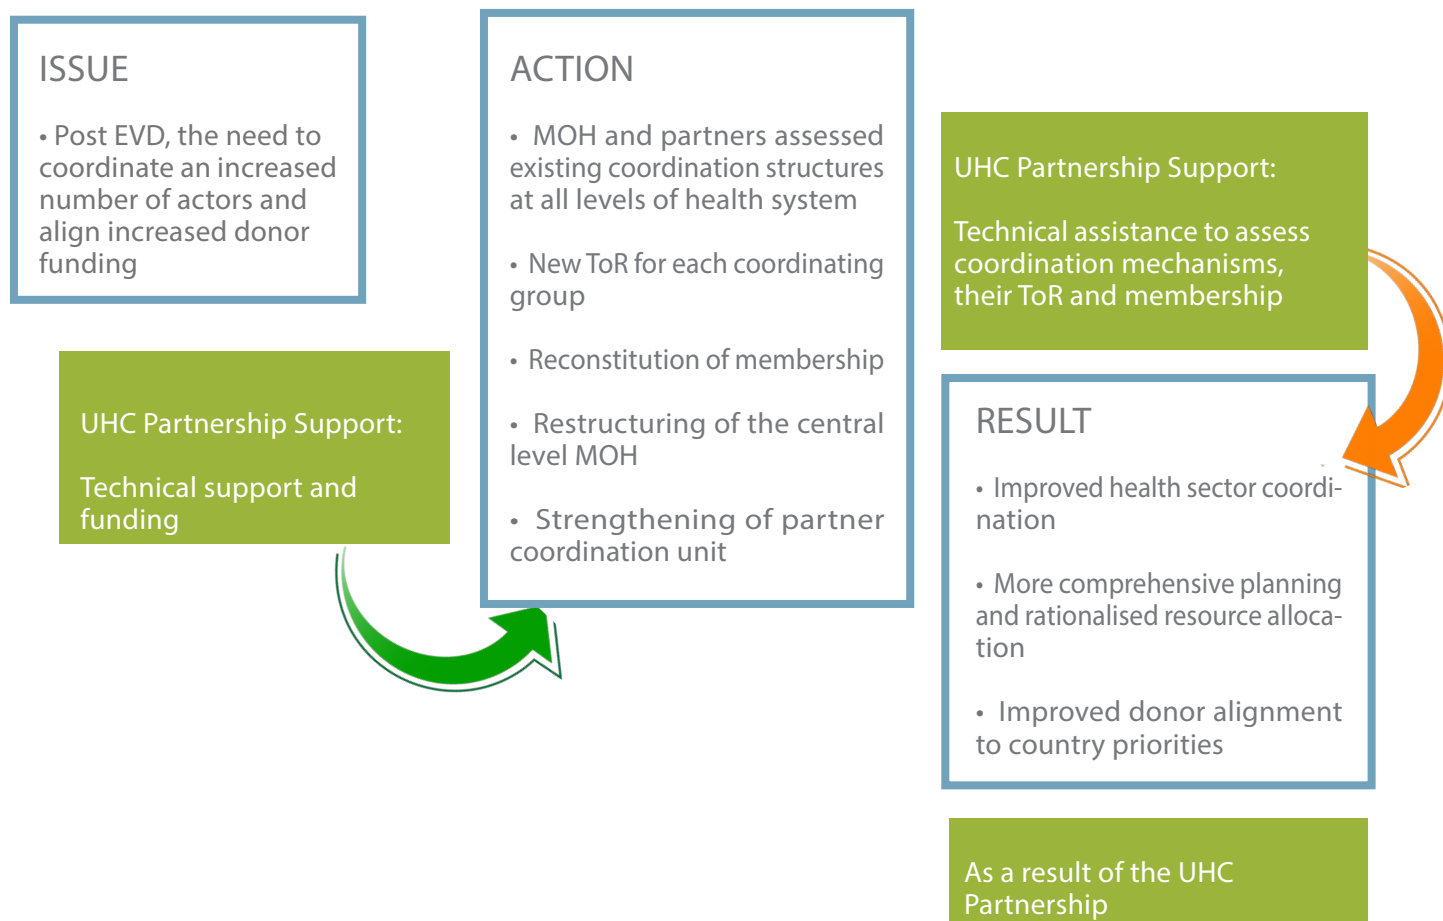 ISSUE
• Post EVD, the need to
coordinate an increased
number of actors and
align increased donor
funding
UHC Partnership Support:
Technical support and
funding
ACTION
• MOH and partners assessed
existing coordination structures
at all levels of health system
• New ToR for each coordinating
group
• Reconstitution of membership
• Restructuring of the central
level MOH
• Strengthening of partner
coordination unit
UHC Partnership Support:
Technical assistance to assess
coordination mechanisms,
their ToR and membership
RESULT
• Improved health sector coordi-
nation
• More comprehensive planning
and rationalised resource alloca-
tion
• Improved donor alignment
to country priorities
As a result of the UHC
Partnership